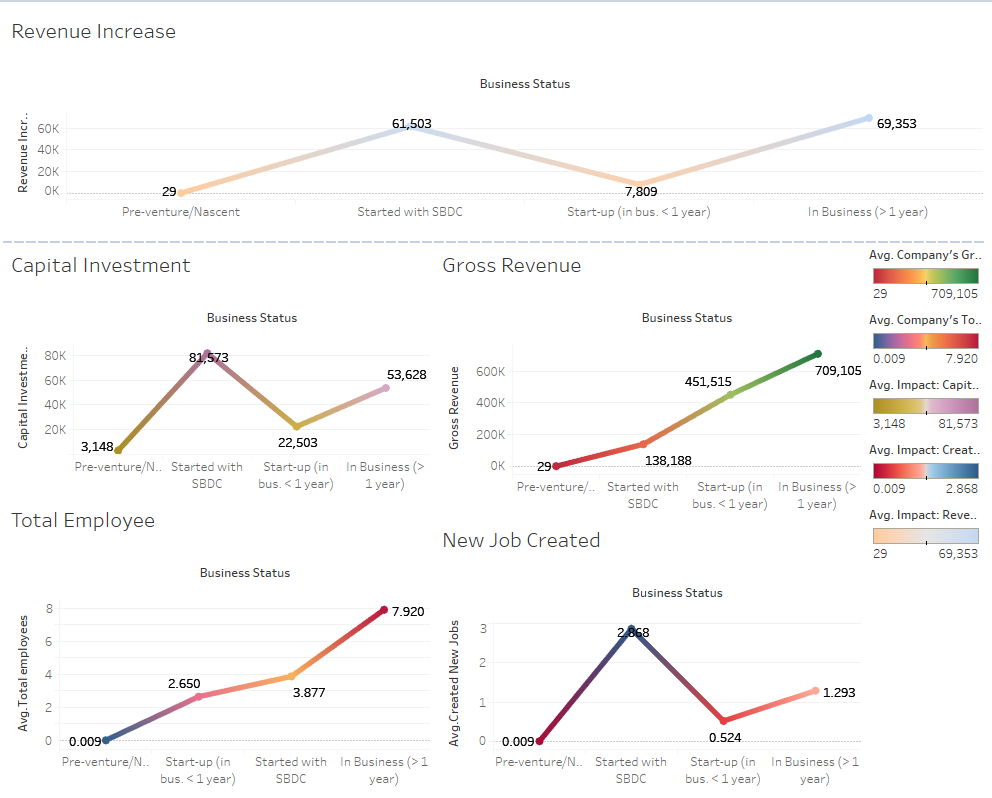 Revenue Increase
Business Status
Revenue Incr..
60K
40K
20K
0K
29
61,503
7,809
69,353
Pre-venture/Nascent
Started with SBDC
Start-up (in bus. < 1 year)
In Business (> 1 year)
Capital Investment
Business Status
Capital Investme..
80K
60K
40K
20K
3,148
81,573
22,503
53,628
Pre-venture/N..
Started with
SBDC
Start-up (in
bus. < 1 year)
In Business (>
1 year)
Gross Revenue
Business Status
Gross Revenue
600K
400K
200K
0K
29
138,188
451,515
709,105
Pre-venture/..
Started with
SBDC
Start-up (in
bus. < 1 year)
In Business (>
1 year)
Avg. Company's Gr..
29 709,105
Avg. Company's To..
0.009 7.920
Avg. Impact: Capit..
3,148 81,573
Avg. Impact: Creat..
0.009 2.868
Avg. Impact: Reve..
29 69,353
Total Employee
Business Status
Avg.Total employees
8
6
4
2
0
0.009
2.650
3.877
7.920
Pre-venture/N..
Start-up (in
bus. < 1 year)
Started with
SBDC
In Business (> 1
year)
New Job Created
Business Status
Avg.Created New Jobs
3
2
1
0
0.009
2.868
0.524
1.293
Pre-venture/N..
Started with
SBDC
Start-up (in
bus. < 1 year)
In Business (> 1
year)